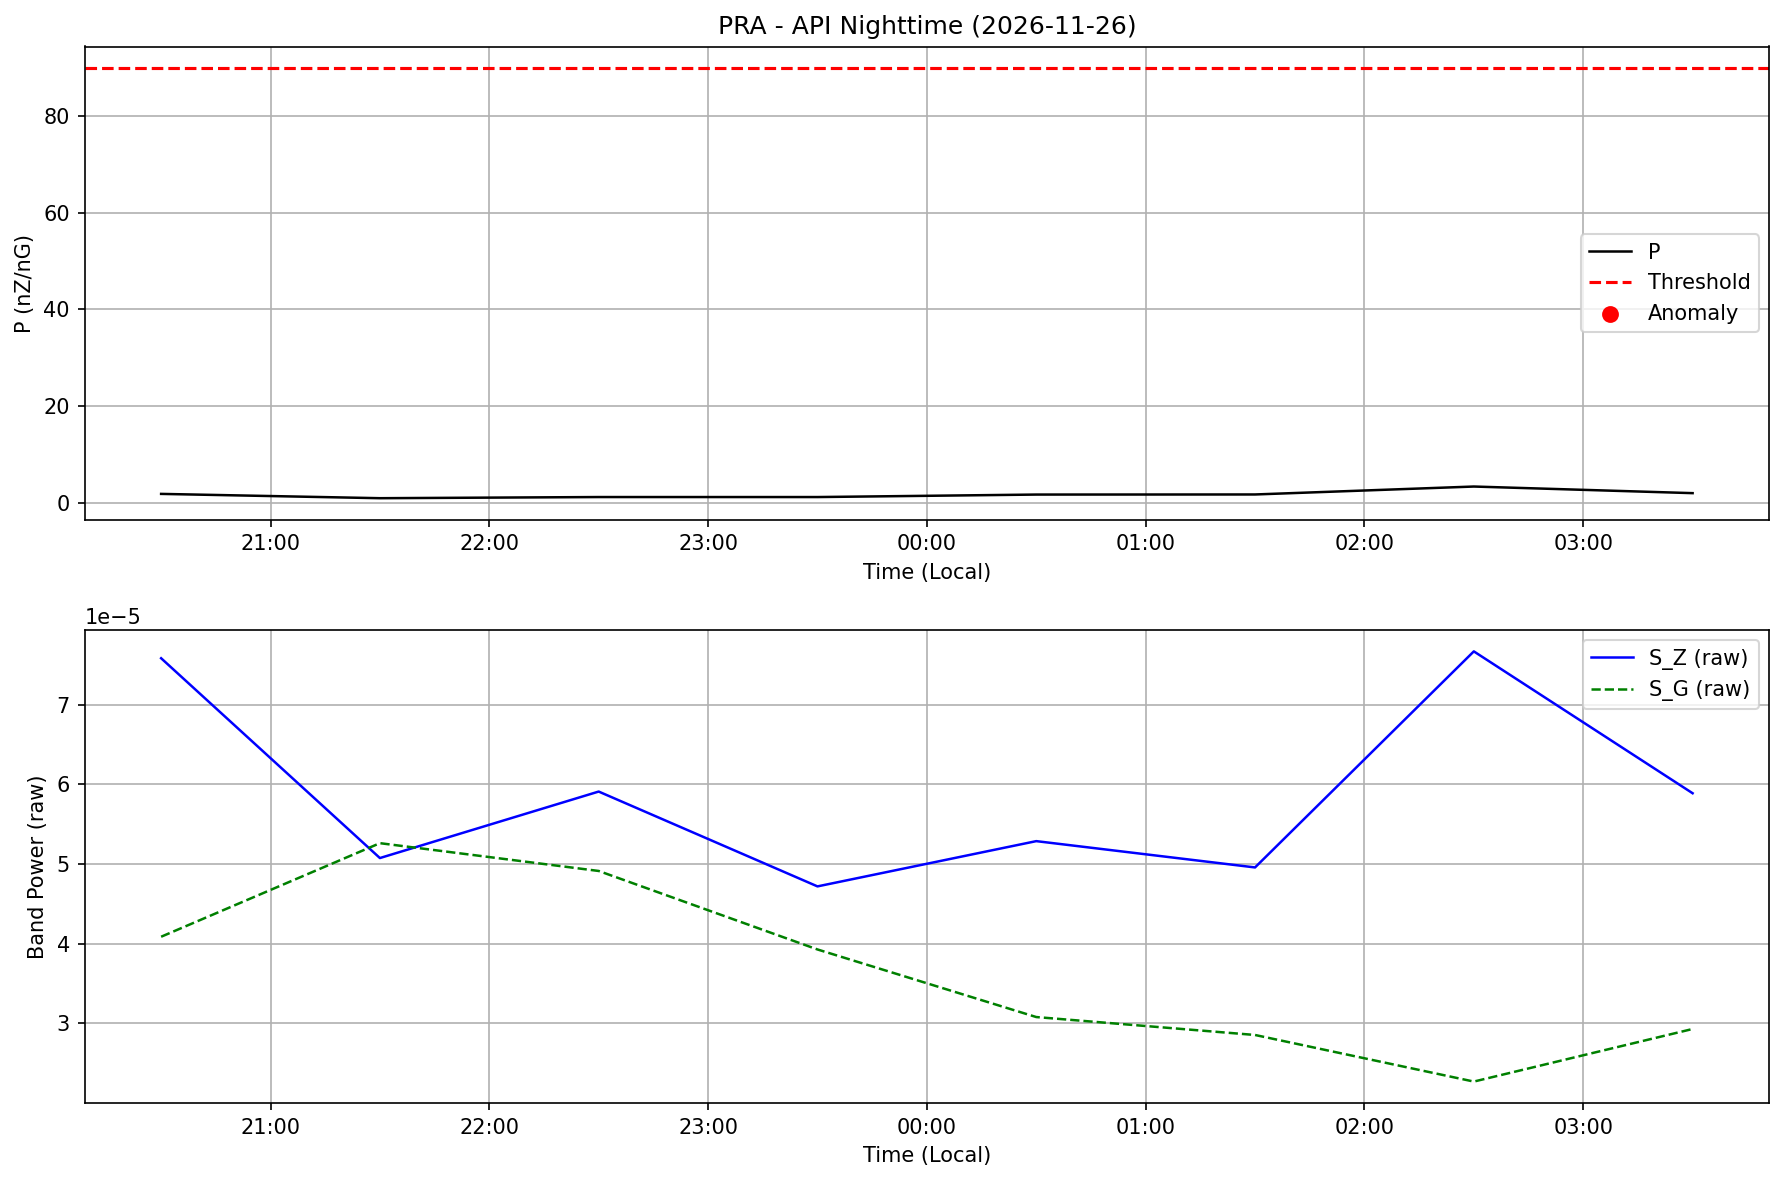 PRA - API Nighttime (2026-11-26)
P (nZ/nG)
80
60
40
20
0
P
Threshold
Anomaly
21:00 22:00 23:00 00:00 01:00 02:00 03:00
Time (Local)
1e−5
Band Power (raw)
7
6
5
4
3
S_Z (raw)
S_G (raw)
21:00 22:00 23:00 00:00 01:00 02:00 03:00
Time (Local)